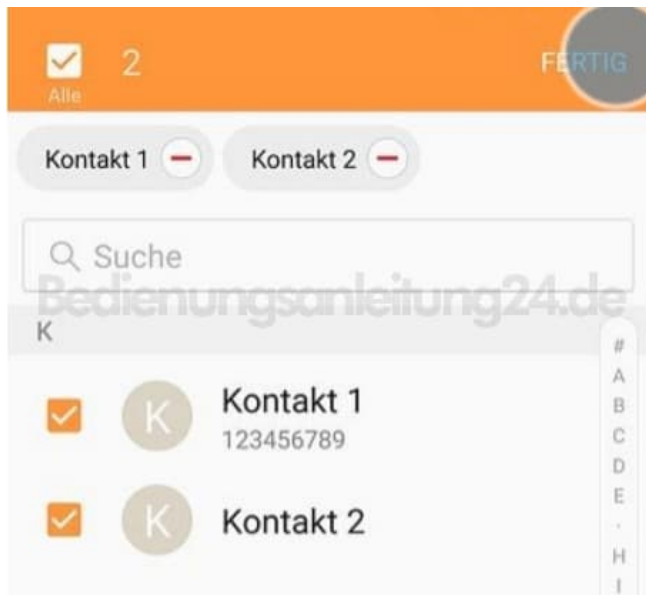 2 FERTIG
Alle
Kontakt 1 Kontakt 2
Suche
Bedienungsanleitung24.de
K
#
A
B
C
D
E
·
H
I
K Kontakt 1
123456789
K Kontakt 2